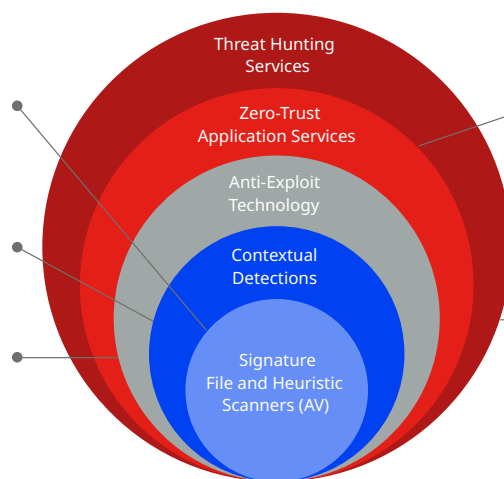 Threat Hunting
Services
Zero-Trust
Application Services
Anti-Exploit
Technology
Contextual
Detections
Signature
File and Heuristic
Scanners (AV)